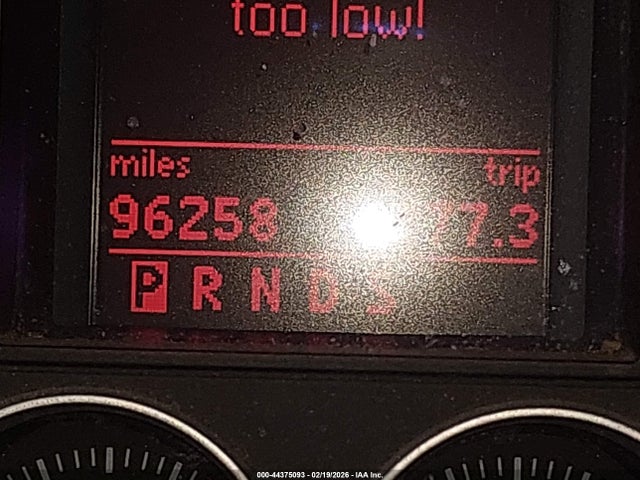 too low!
miles trip
96258 77.3
P R N D S
000-44375093 - 02/19/2026 - IAA Inc.